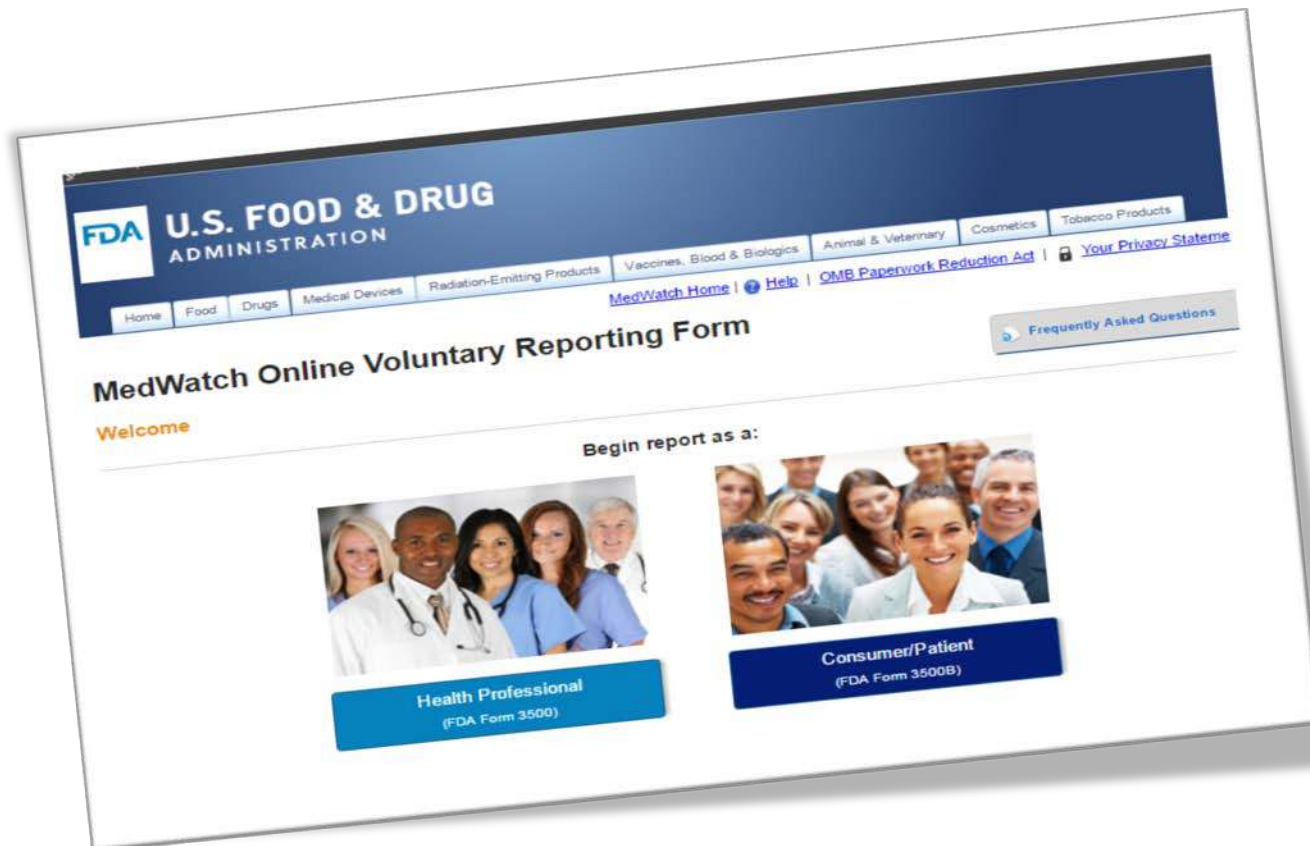 FDA
U.S. FOOD & DRUG
ADMINISTRATION
Home Food Drugs Medical Devices Radiation-Emitting Products Vaccines, Blood & Biologics Animal & Veterinary Cosmetics Tobacco Products
MedWatch Home | Help | OMB Paperwork Reduction Act | Your Privacy Stateme
MedWatch Online Voluntary Reporting Form
Frequently Asked Questions
Welcome
Begin report as a:
Health Professional
(FDA Form 3500)
Consumer/Patient
(FDA Form 3500B)